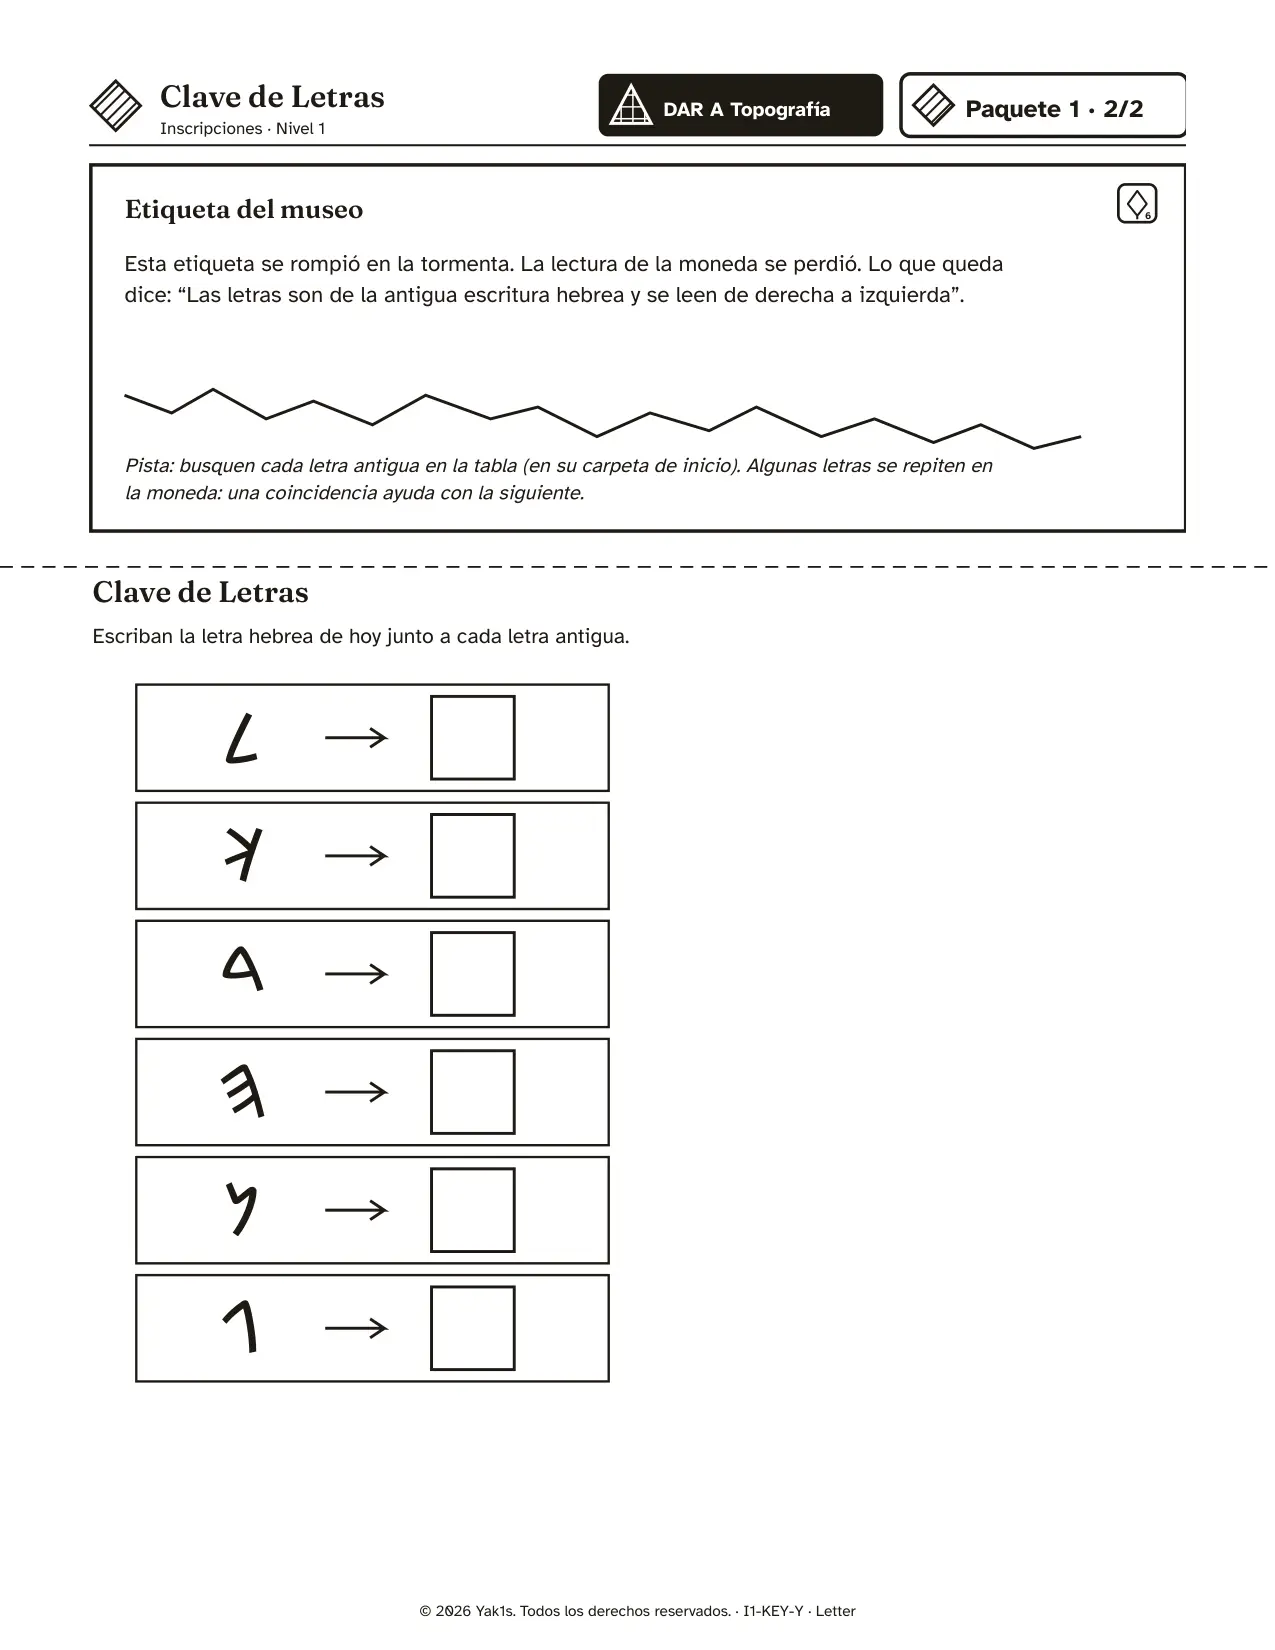 Clave de Letras
Inscripciones · Nivel 1
DAR A Topografía
Paquete 1 · 2/2
Etiqueta del museo
6
Esta etiqueta se rompió en la tormenta. La lectura de la moneda se perdió. Lo que queda
dice: “Las letras son de la antigua escritura hebrea y se leen de derecha a izquierda”.
Pista: busquen cada letra antigua en la tabla (en su carpeta de inicio). Algunas letras se repiten en
la moneda: una coincidencia ayuda con la siguiente.
Clave de Letras
Escriban la letra hebrea de hoy junto a cada letra antigua.
𐤋 →
𐤀 →
𐤓 →
𐤄 →
𐤍 →
𐤂 →
© 2026 Yak1s. Todos los derechos reservados. · I1-KEY-Y · Letter